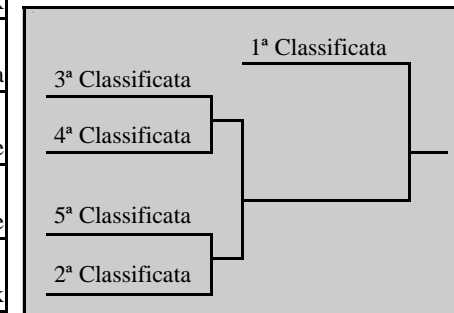 1ª Classificata
3ª Classificata
4ª Classificata
5ª Classificata
2ª Classificata